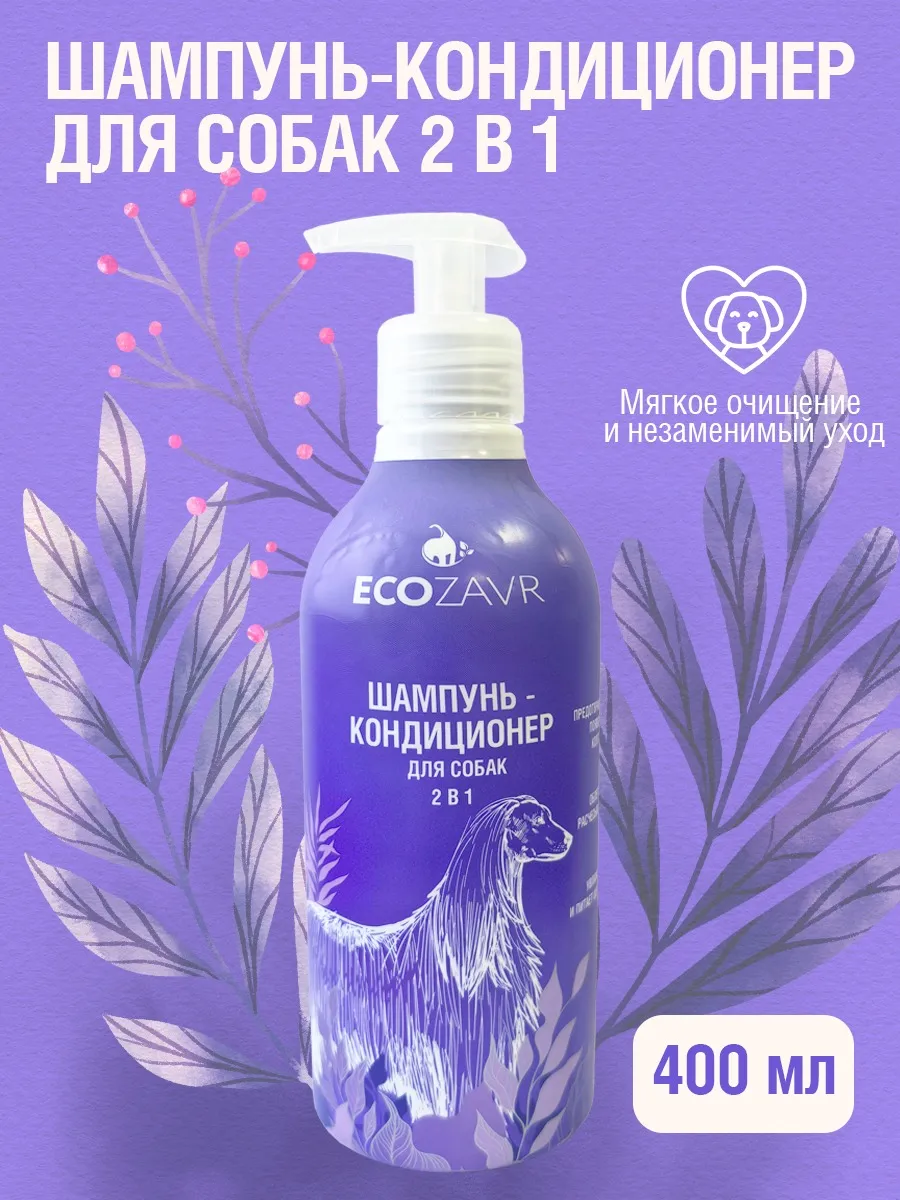 ШАМПУНЬ-КОНДИЦИОНЕР
ДЛЯ СОБАК 2 В 1
Мягкое очищение
и незаменимый уход
ECOZAVR
ШАМПУНЬ -
КОНДИЦИОНЕР
ДЛЯ СОБАК
2 В 1
И ПИТАЕТ
400 мл